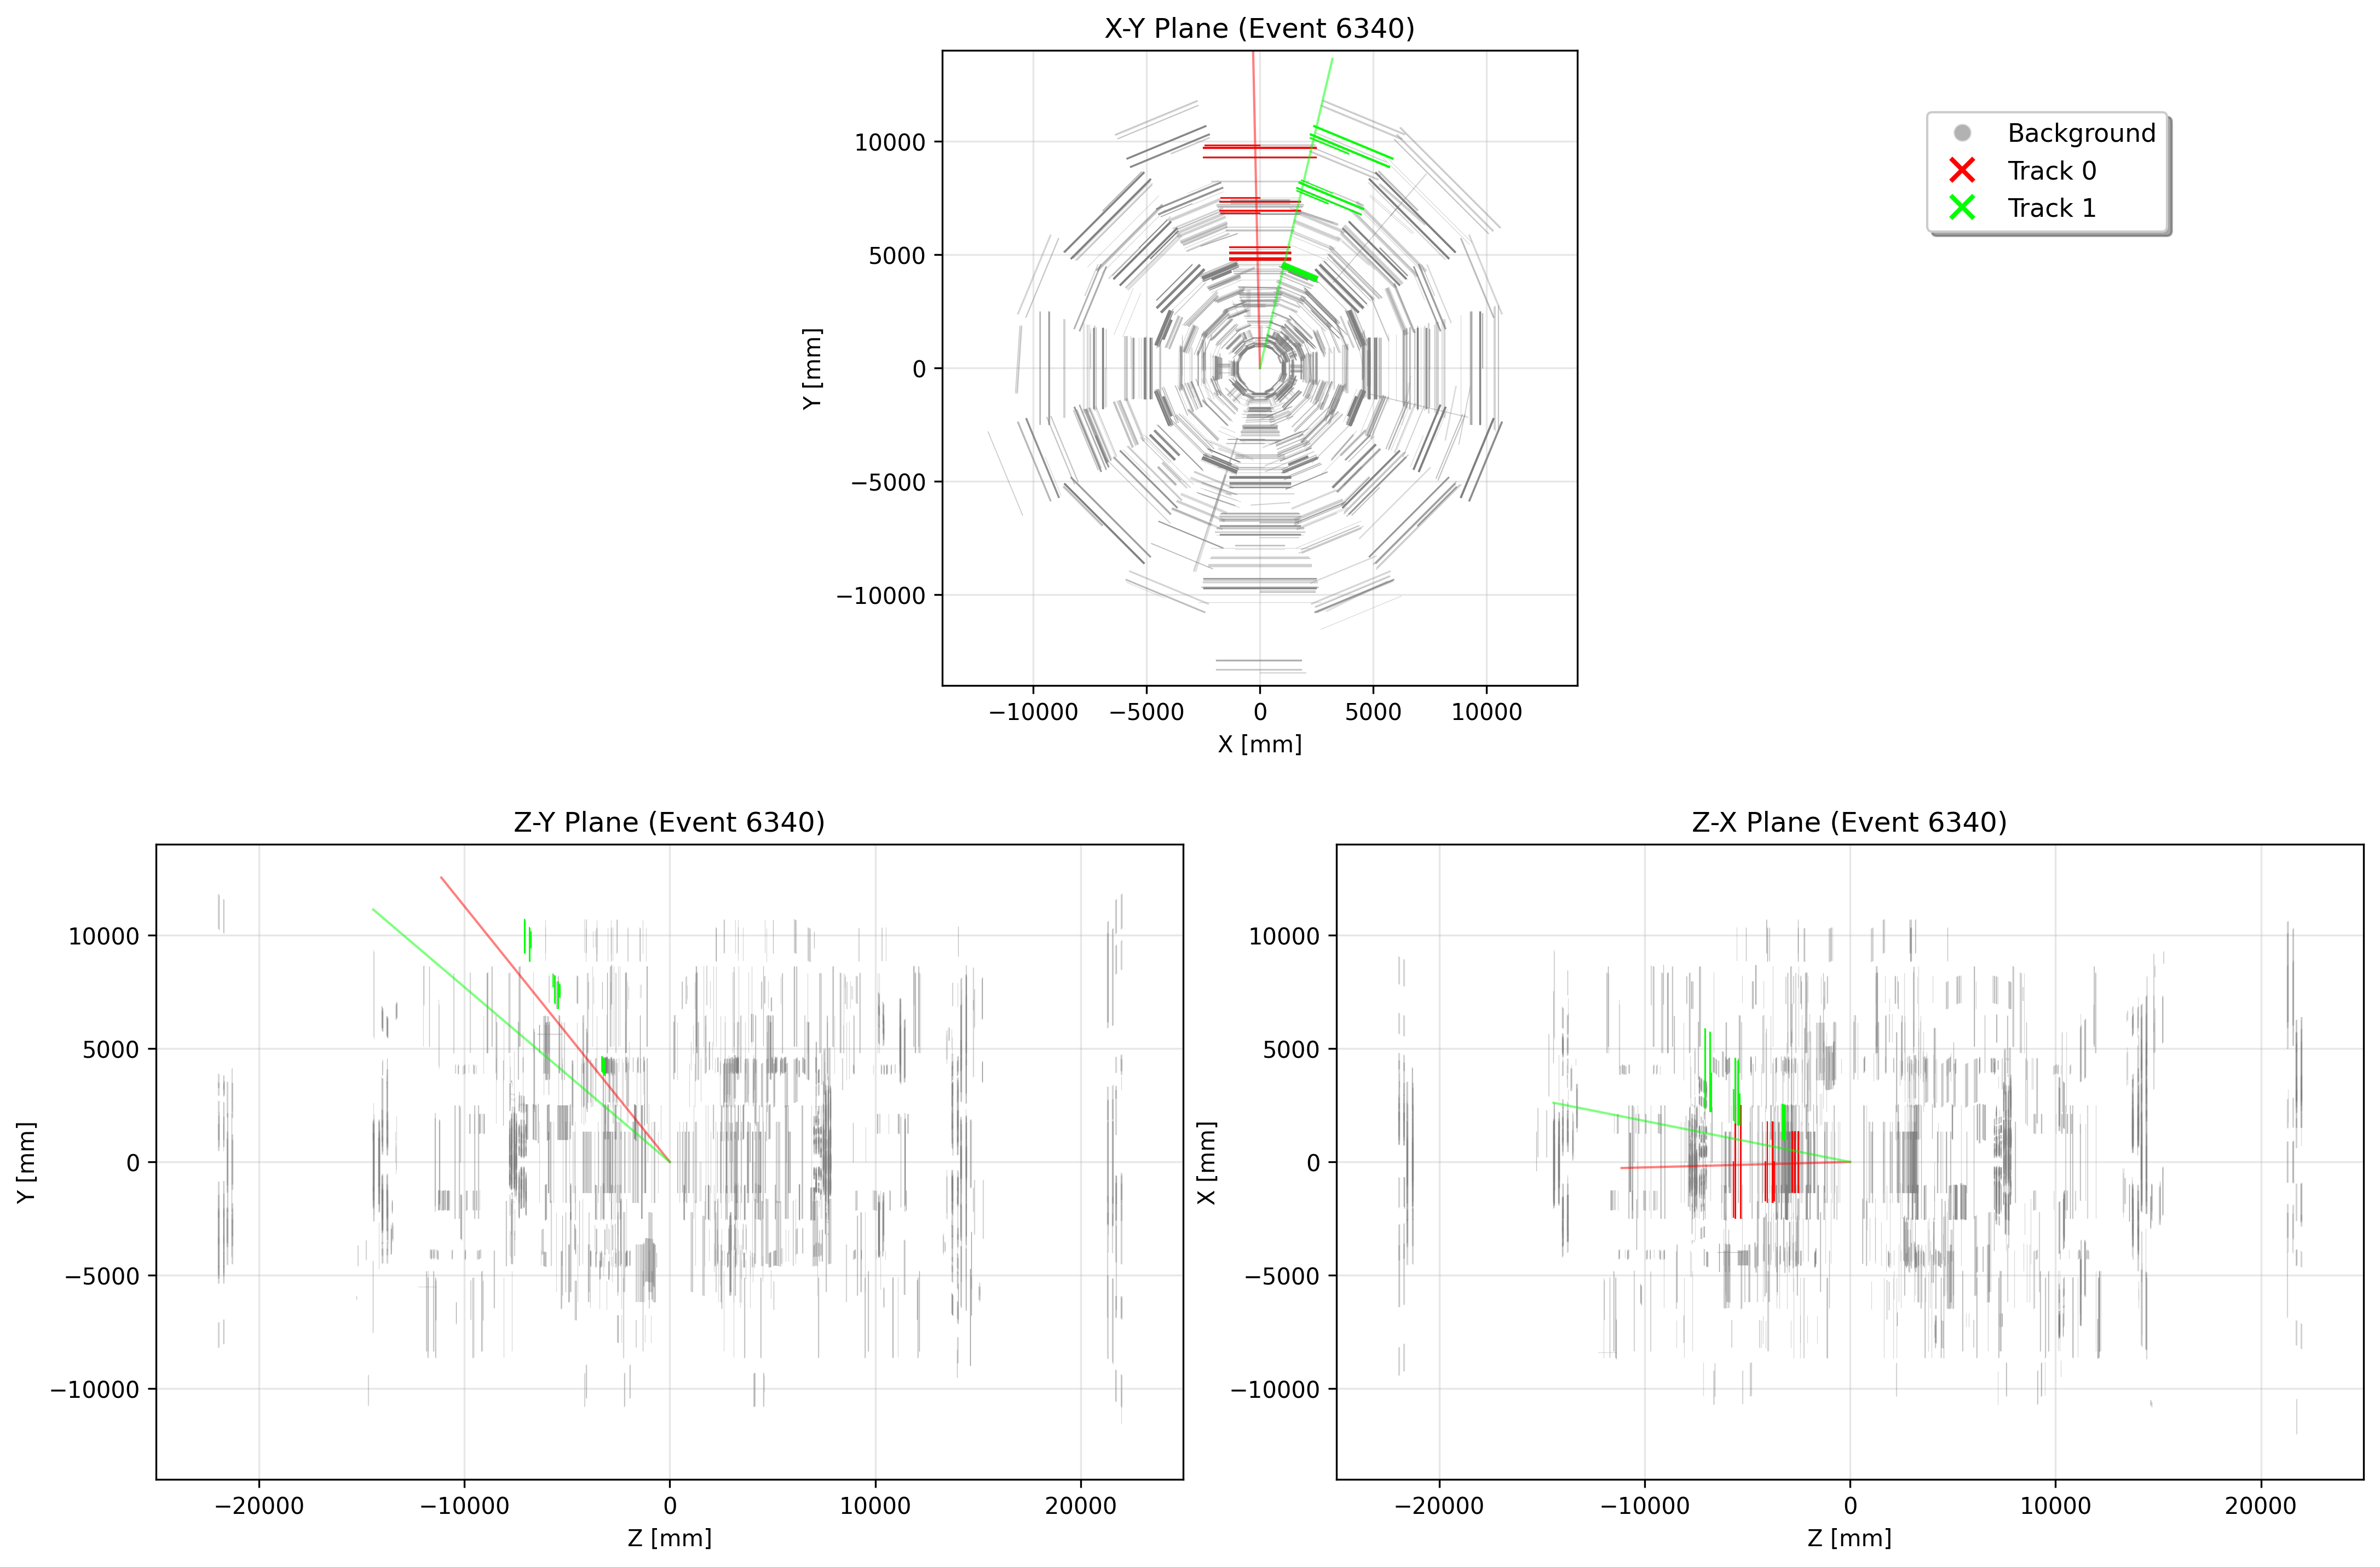 X-Y Plane (Event 6340)
Background
Track 0
Track 1
10000
5000
0
−5000
−10000
Y [mm]
−10000 −5000 0 5000 10000
X [mm]
Z-Y Plane (Event 6340)
10000
5000
0
−5000
−10000
Y [mm]
−20000 −10000 0 10000 20000
Z [mm]
Z-X Plane (Event 6340)
10000
5000
0
−5000
−10000
X [mm]
−20000 −10000 0 10000 20000
Z [mm]